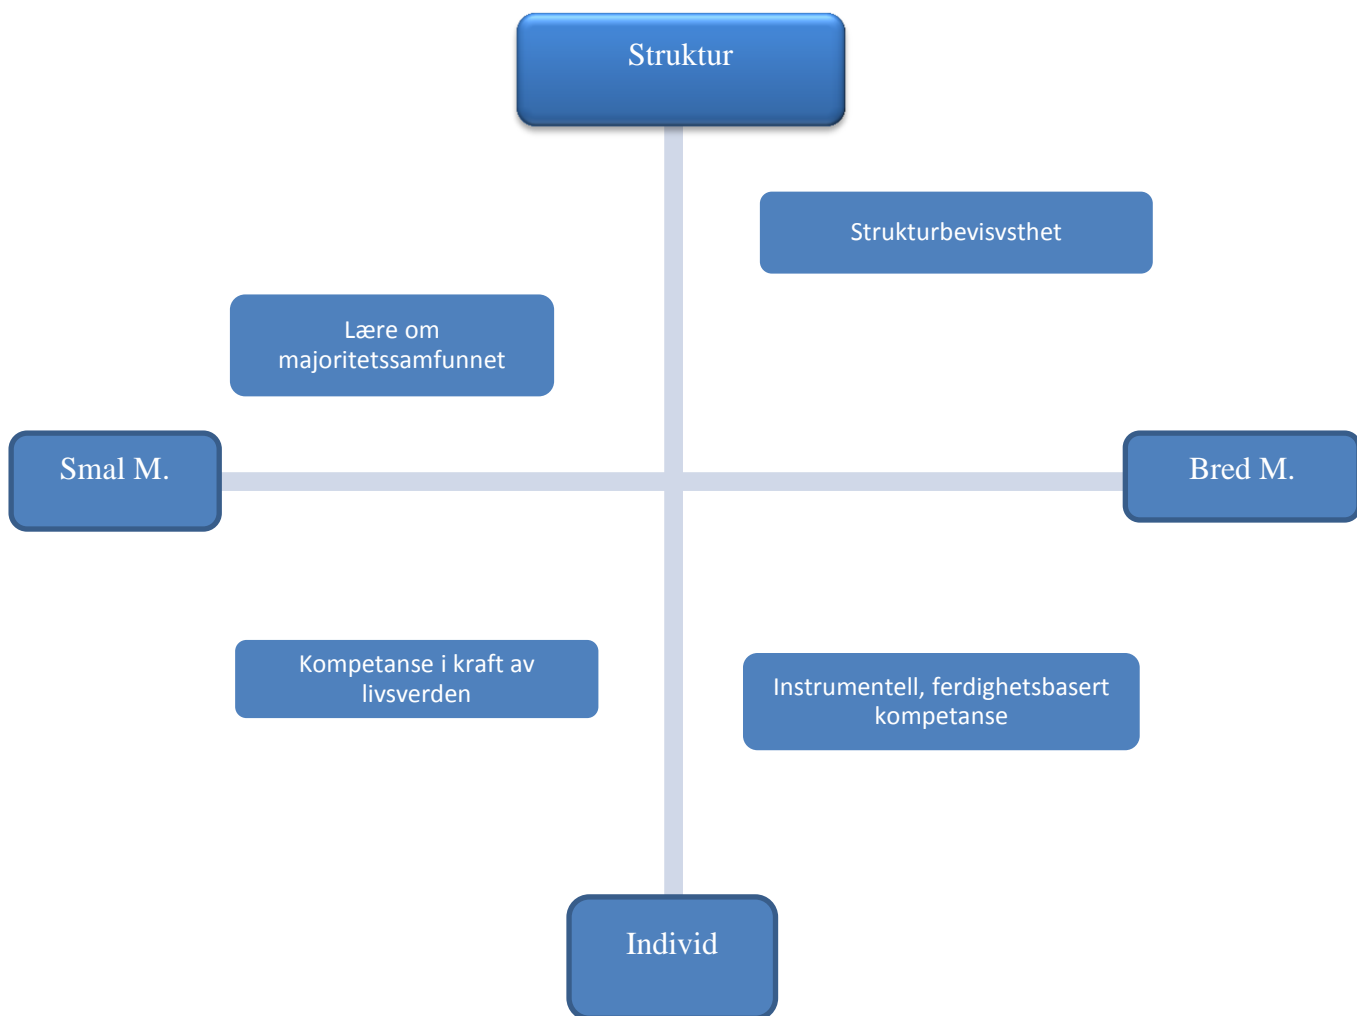 Struktur
Strukturbevisvsthet
Lære om
majoritetssamfunnet
Smal M.
Bred M.
Kompetanse i kraft av
livsverden
Instrumentell, ferdighetsbasert
kompetanse
Individ